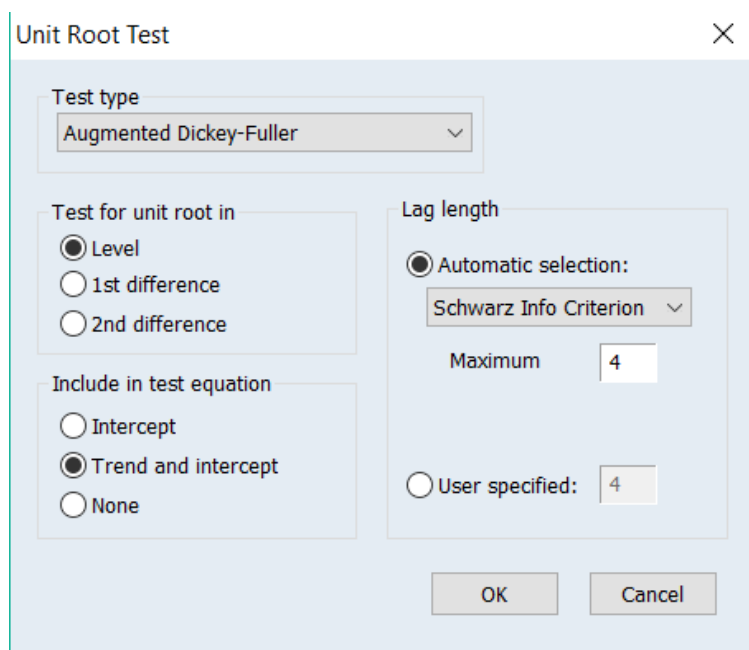 Unit Root Test
Test type
Augmented Dickey-Fuller
Test for unit root in
Level
1st difference
2nd difference
Include in test equation
Intercept
Trend and intercept
None
Lag length
Automatic selection:
Schwarz Info Criterion
Maximum 4
User specified: 4
OK Cancel